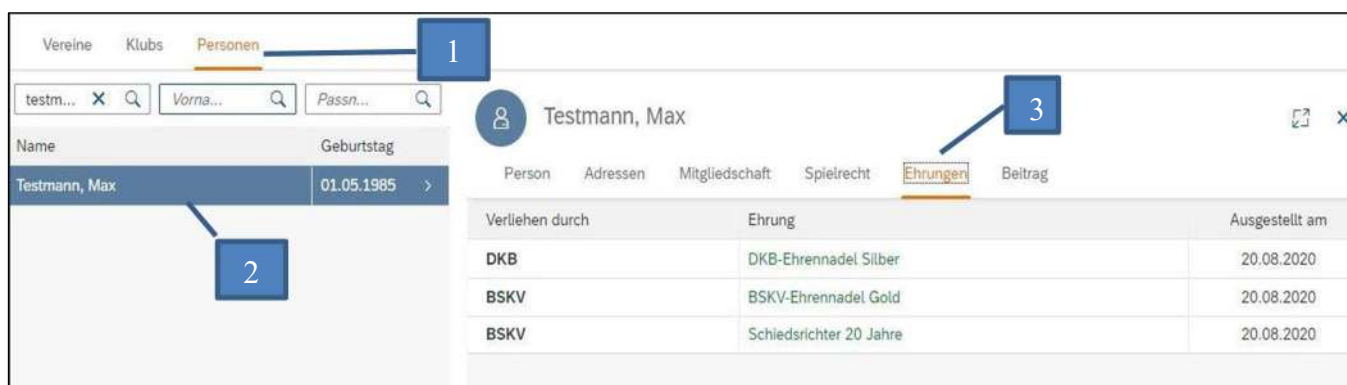 Vereine Klubs Personen
1
testm... Vorna... Passn...
Name Geburtstag
Testmann, Max 01.05.1985
2
Testmann, Max
3
Person Adressen Mitgliedschaft Spielrecht Ehrungen Beitrag
Verliehen durch Ehrung Ausgestellt am
DKB DKB-Ehrennadel Silber 20.08.2020
BSKV BSKV-Ehrennadel Gold 20.08.2020
BSKV Schiedsrichter 20 Jahre 20.08.2020